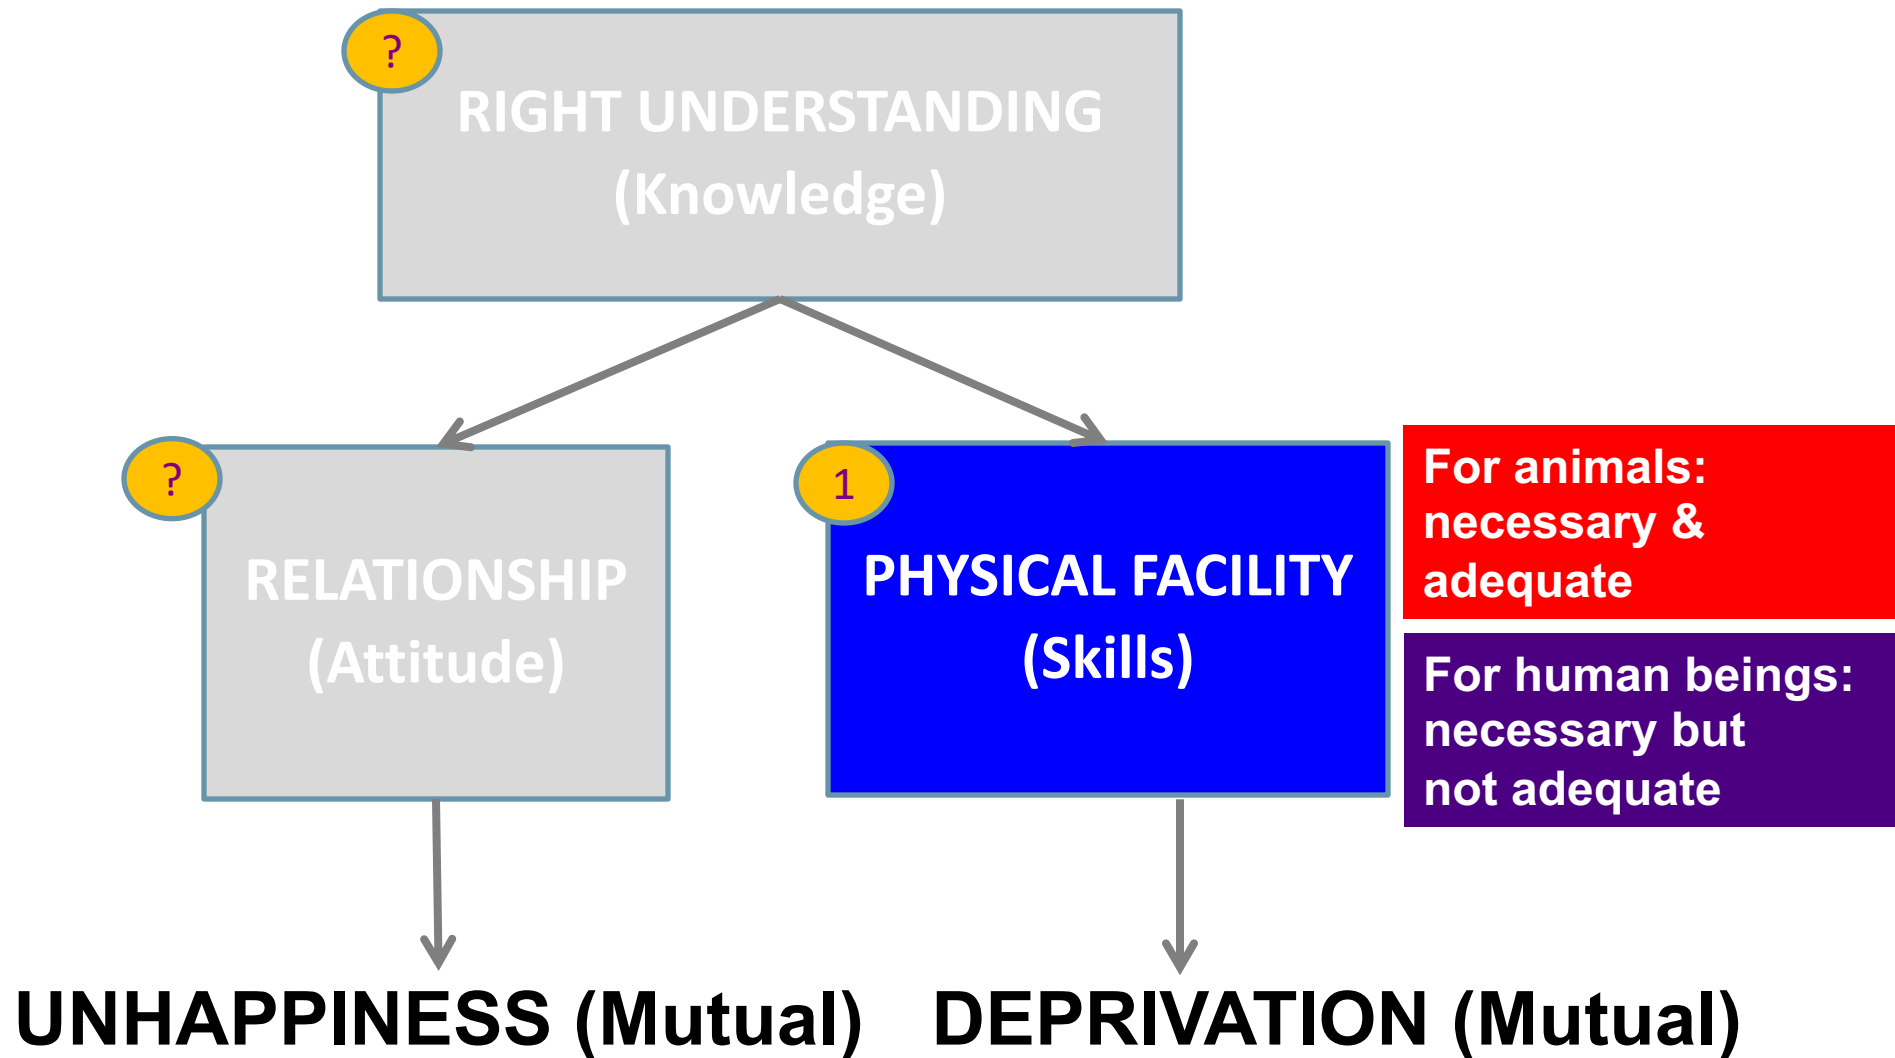 ?
RIGHT UNDERSTANDING
(Knowledge)
?
RELATIONSHIP
(Attitude)
1
PHYSICAL FACILITY
(Skills)
For animals:
necessary &
adequate
For human beings:
necessary but
not adequate
UNHAPPINESS (Mutual)
DEPRIVATION (Mutual)